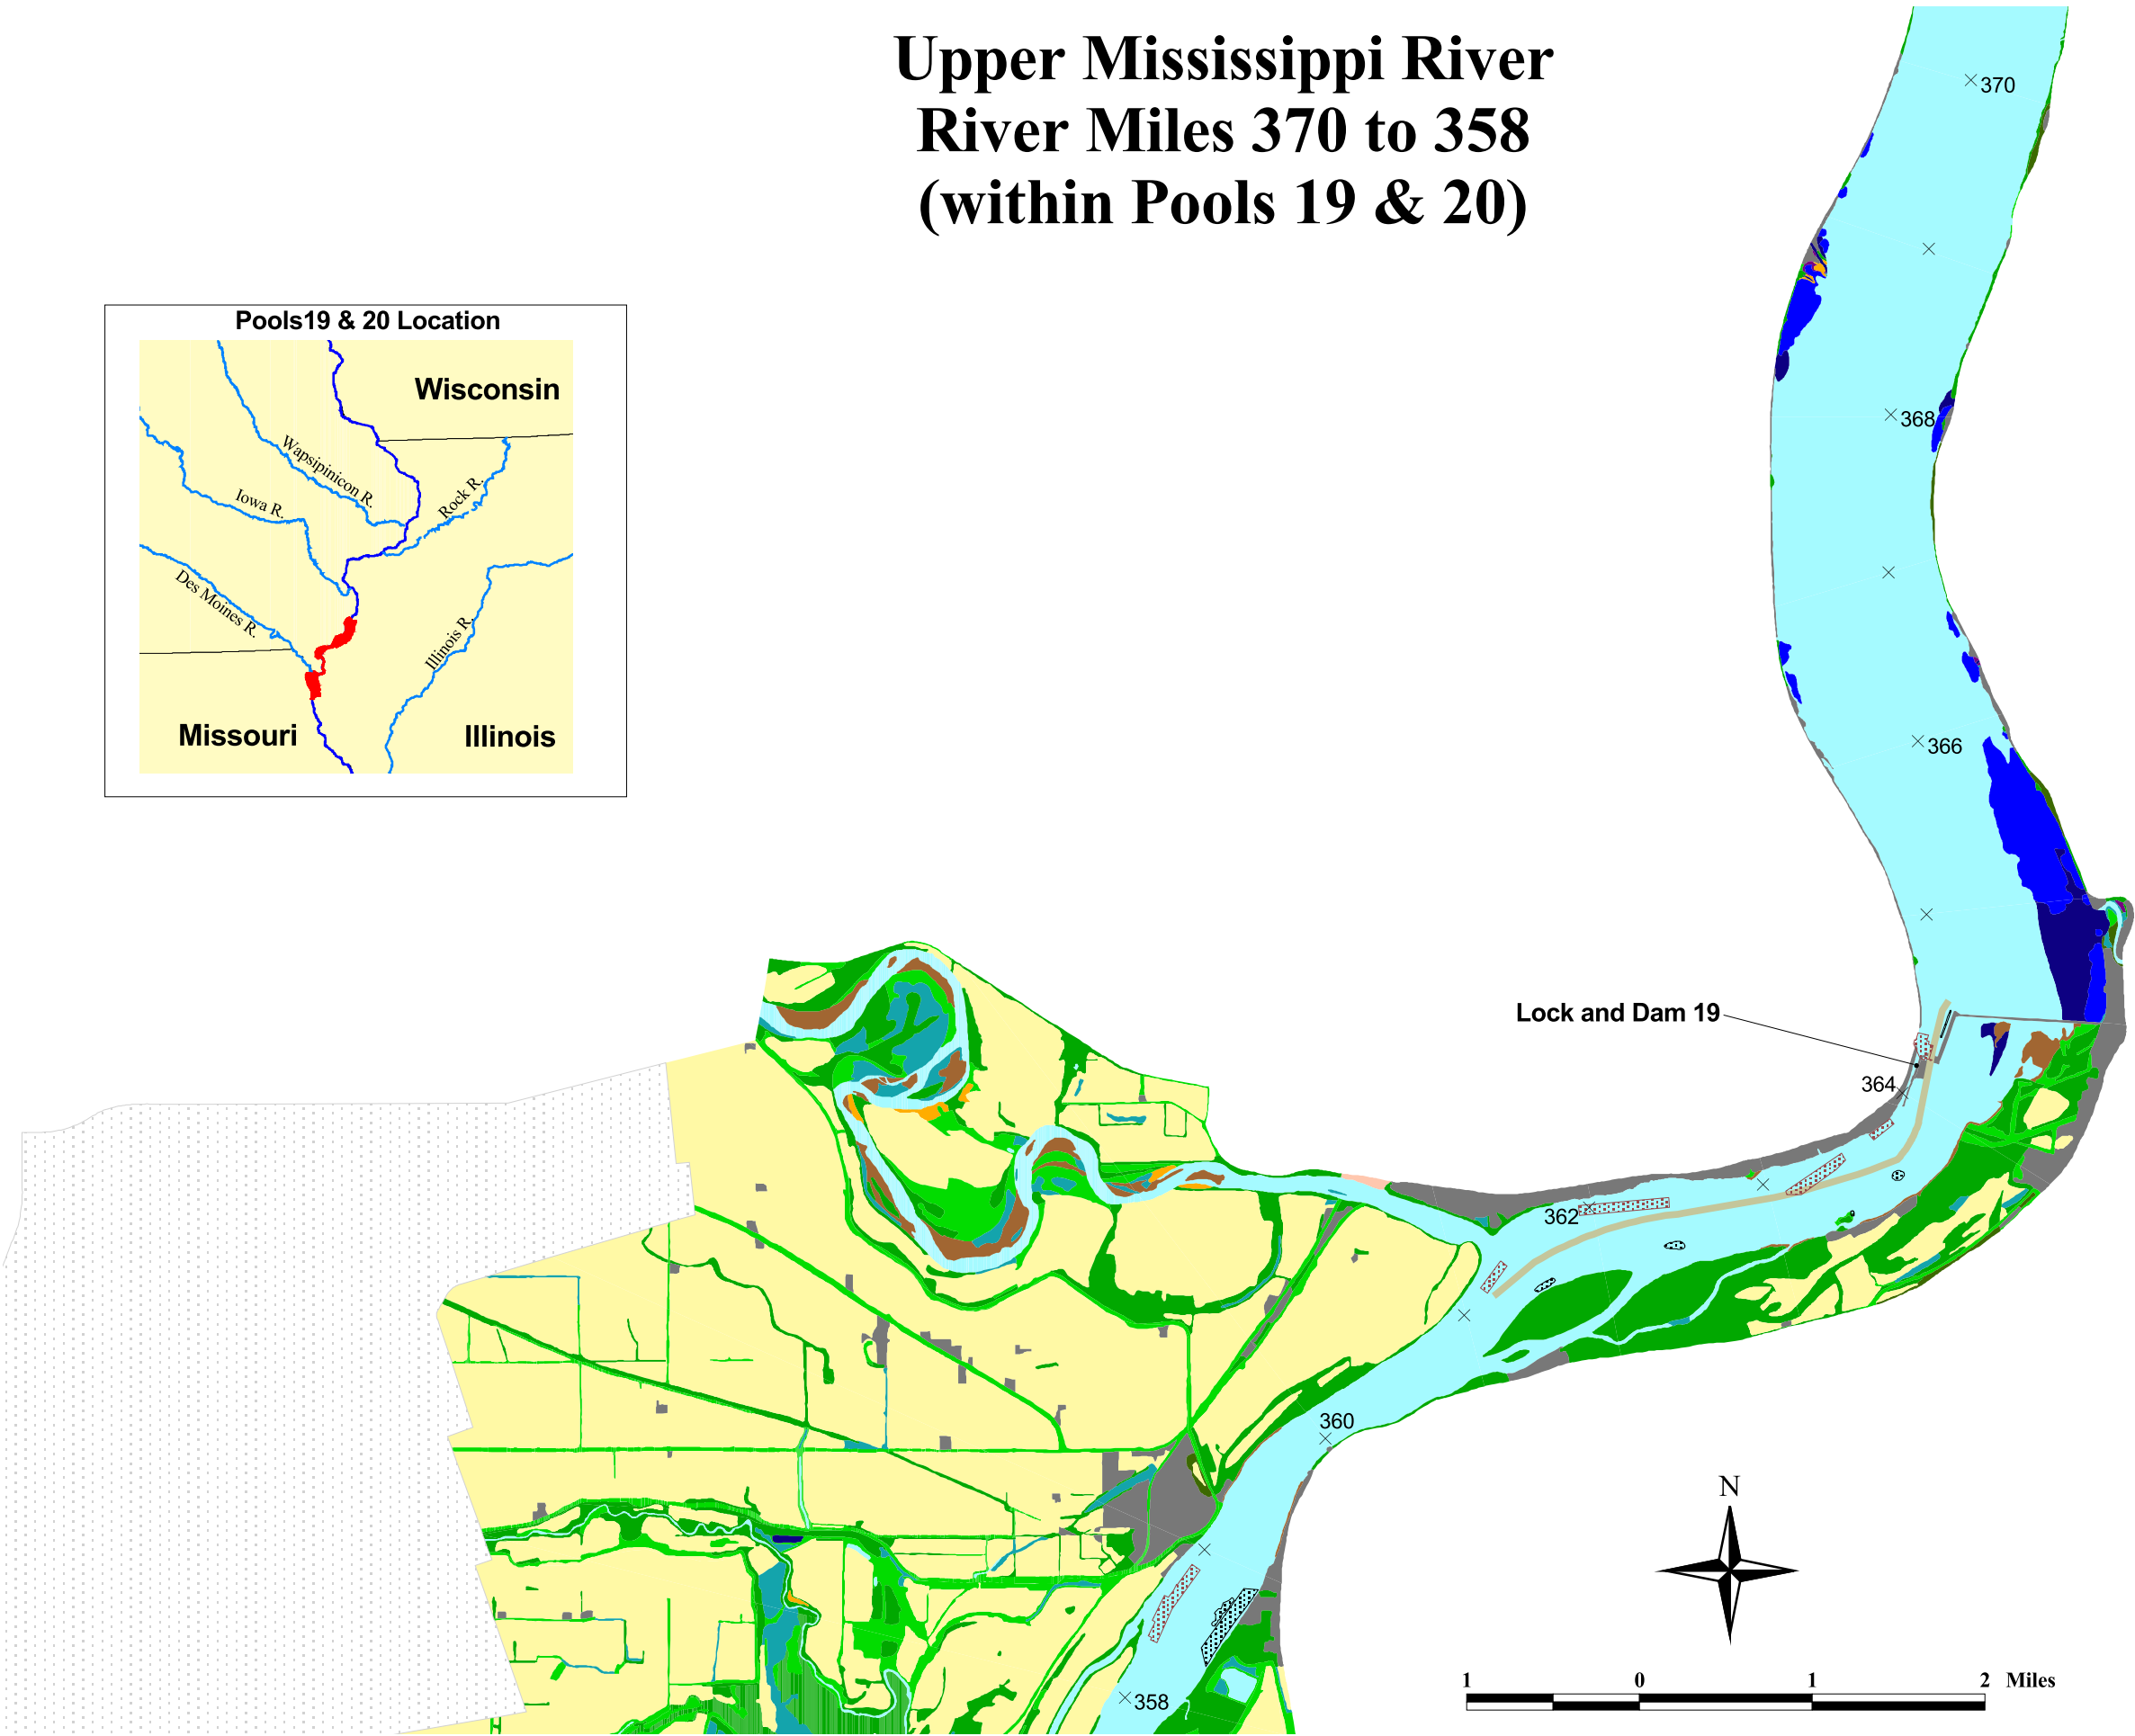 Upper Mississippi River
River Miles 370 to 358
(within Pools 19 & 20)
370
Pools19 & 20 Location
Wisconsin
Wapsipinicon R.
Rock R.
Iowa R.
Des Moines R.
Illinois R.
Missouri
Illinois
368
366
Lock and Dam 19
364
362
360
N
358
1 0 1 2 Miles